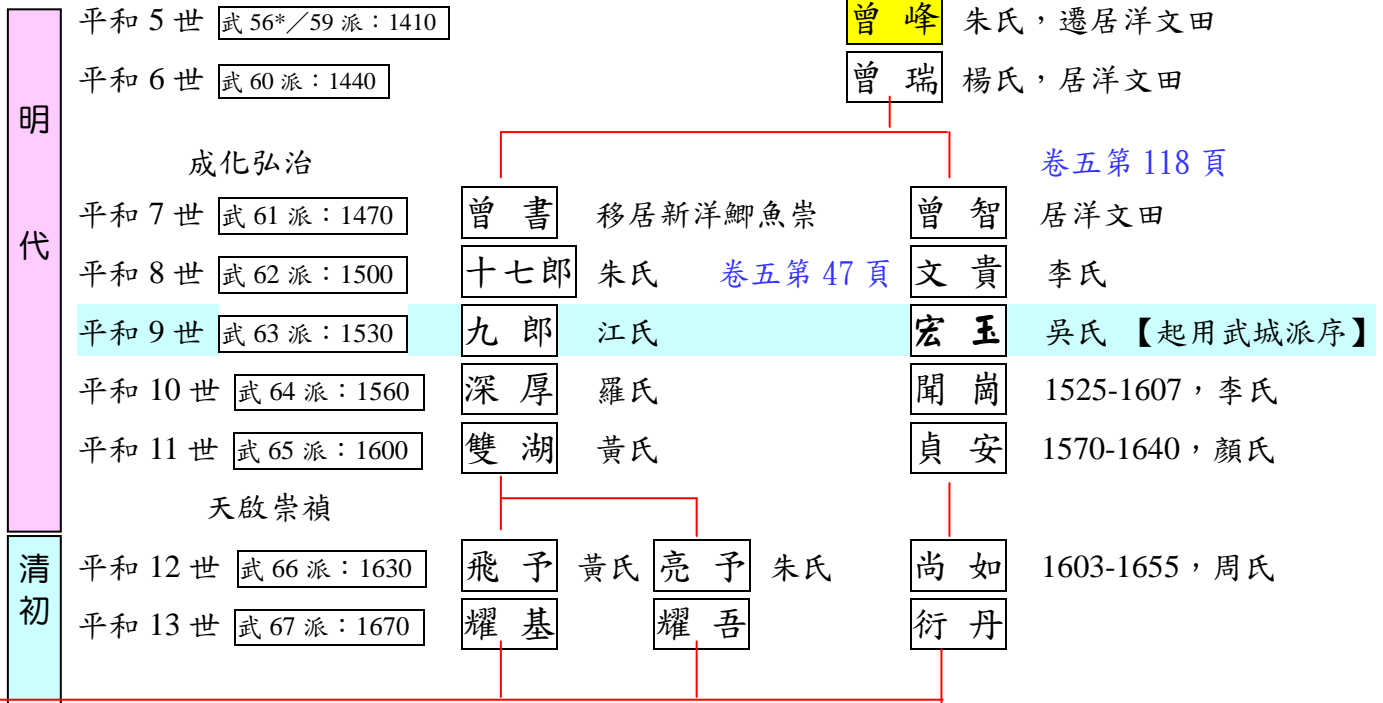 平和 5 世 武 56*／59 派：1410 曾 峰 朱氏，遷居洋文田
平和 6 世 武 60 派：1440 曾 瑞 楊氏，居洋文田
明代
成化弘治 卷五第 118 頁
平和 7 世 武 61 派：1470 曾 書 移居新洋鯽魚崇 曾 智 居洋文田
平和 8 世 武 62 派：1500 十七郎 朱氏 卷五第 47 頁 文 貴 李氏
平和 9 世 武 63 派：1530 九 郎 江氏 宏 玉 吳氏 【起用武城派序】
平和 10 世 武 64 派：1560 深 厚 羅氏 聞 崗 1525-1607，李氏
平和 11 世 武 65 派：1600 雙 湖 黃氏 貞 安 1570-1640，顏氏
天啟崇禎
清初
平和 12 世 武 66 派：1630 飛 予 黃氏 亮 予 朱氏 尚 如 1603-1655，周氏
平和 13 世 武 67 派：1670 耀 基 耀 吾 衍 丹